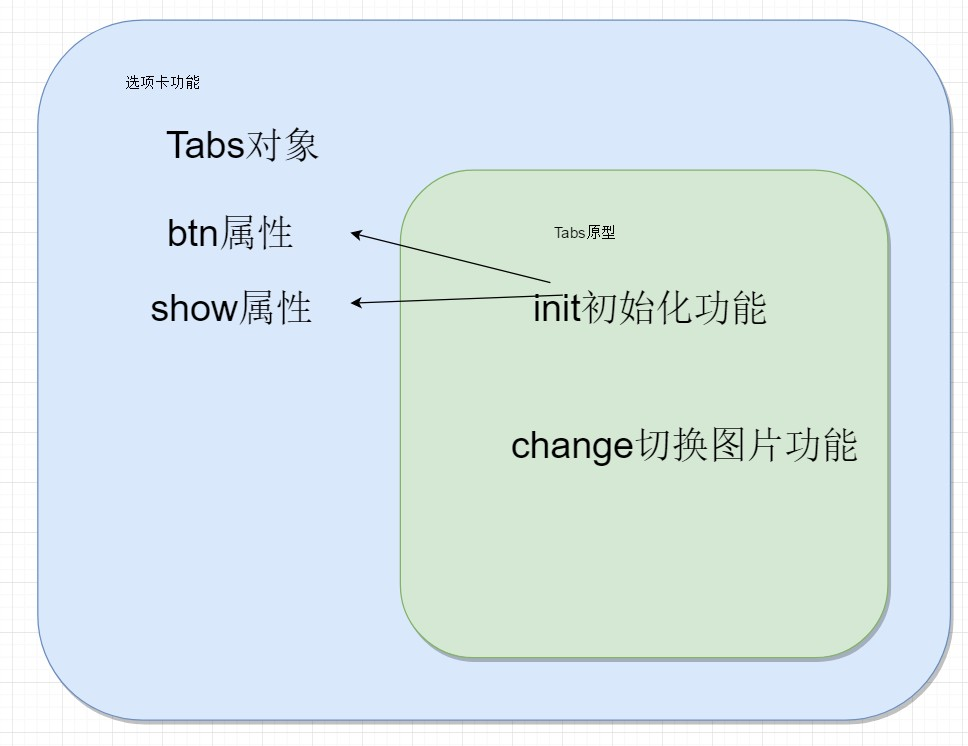 选项卡功能
Tabs对象
btn属性
show属性
Tabs原型
init初始化功能
change切换图片功能